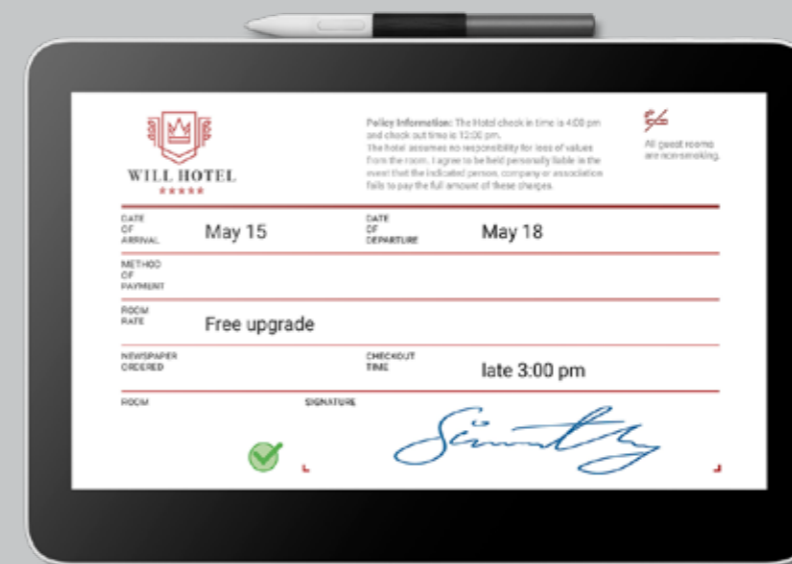 WILL HOTEL
Policy Information: The Hotel check in time is 4:00 pm
and check out time is 12:00 pm.
The hotel assumes no responsibility for loss of values
from the room. I agree to be held personally liable in the
event that the indicated person, company or association
fails to pay the full amount of these charges.
All guest rooms
are non-smoking.
DATE
OF
ARRIVAL
May 15
DATE
OF
DEPARTURE
May 18
METHOD
OF
PAYMENT
ROOM
RATE
Free upgrade
NEWSPAPER
ORDERED
CHECKOUT
TIME
late 3:00 pm
ROOM
SIGNATURE